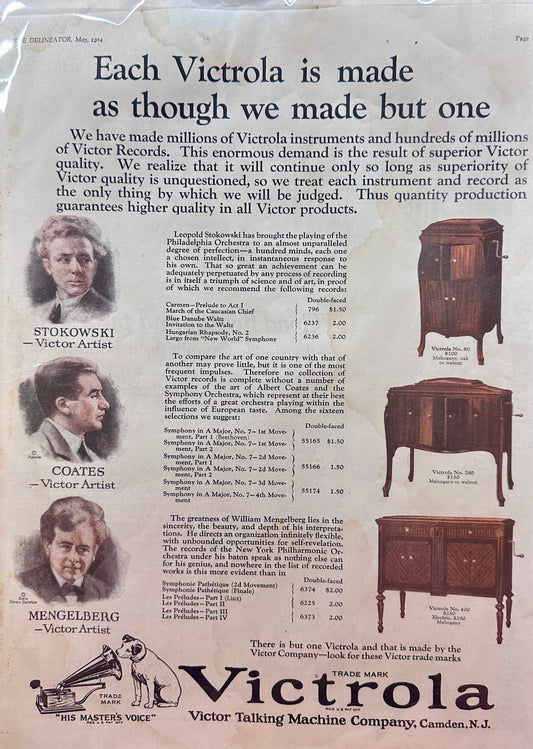 THE DELINEATOR, May, 1924
Page
Each Victrola is made
as though we made but one
We have made millions of Victrola instruments and hundreds of millions
of Victor Records. This enormous demand is the result of superior Victor
quality. We realize that it will continue only so long as superiority of
Victor quality is unquestioned, so we treat each instrument and record as
the only thing by which we will be judged. Thus quantity production
guarantees higher quality in all Victor products.
STOKOWSKI
—Victor Artist
Leopold Stokowski has brought the playing of the
Philadelphia Orchestra to an almost unparalleled
degree of perfection—a hundred minds, each one
a chosen intellect, in instantaneous response to
his own. That so great an achievement can be
adequately perpetuated by any process of recording
is in itself a triumph of science and of art, in proof
of which we recommend the following records:
Double-faced
Carmen—Prelude to Act I
March of the Caucasian Chief } 796 $1.50
Blue Danube Waltz
Invitation to the Waltz } 6237 2.00
Hungarian Rhapsody, No. 2
Largo from "New World" Symphony } 6236 2.00
Victrola No. 80
$100
Mahogany, oak
or walnut
© Apeda
COATES
—Victor Artist
To compare the art of one country with that of
another may prove little, but it is one of the most
frequent impulses. Therefore no collection of
Victor records is complete without a number of
examples of the art of Albert Coates and the
Symphony Orchestra, which represent at their best
the efforts of a great orchestra playing within the
influence of European taste. Among the sixteen
selections we suggest:
Double-faced
Symphony in A Major, No. 7—1st Move-
ment, Part 1 (Beethoven)
Symphony in A Major, No. 7—1st Move-
ment, Part 2 } 55165 $1.50
Symphony in A Major, No. 7—2d Move-
ment, Part 1
Symphony in A Major, No. 7—2d Move-
ment, Part 2 } 55166 1.50
Symphony in A Major, No. 7—3d Move-
ment
Symphony in A Major, No. 7—4th Move-
ment } 55174 1.50
Victrola No. 260
$150
Mahogany or walnut
News Service
MENGELBERG
—Victor Artist
The greatness of William Mengelberg lies in the
sincerity, the beauty, and depth of his interpreta-
tions. He directs an organization infinitely flexible,
with unbounded opportunities for self-revelation.
The records of the New York Philharmonic Or-
chestra under his baton speak as nothing else can
for his genius, and nowhere in the list of recorded
works is this more evident than in
Double-faced
Symphonie Pathétique (2d Movement)
Symphonie Pathétique (Finale) } 6374 $2.00
Les Préludes—Part I (Liszt)
Les Préludes—Part II } 6225 2.00
Les Préludes—Part III
Les Préludes—Part IV } 6373 2.00
Victrola No. 400
$250
Electric, $290
Mahogany
There is but one Victrola and that is made by the
Victor Company—look for these Victor trade marks
TRADE
MARK
"HIS MASTER'S VOICE"
REG. U.S. PAT. OFF.
TRADE MARK
Victrola
REG. U.S. PAT. OFF.
Victor Talking Machine Company, Camden, N. J.